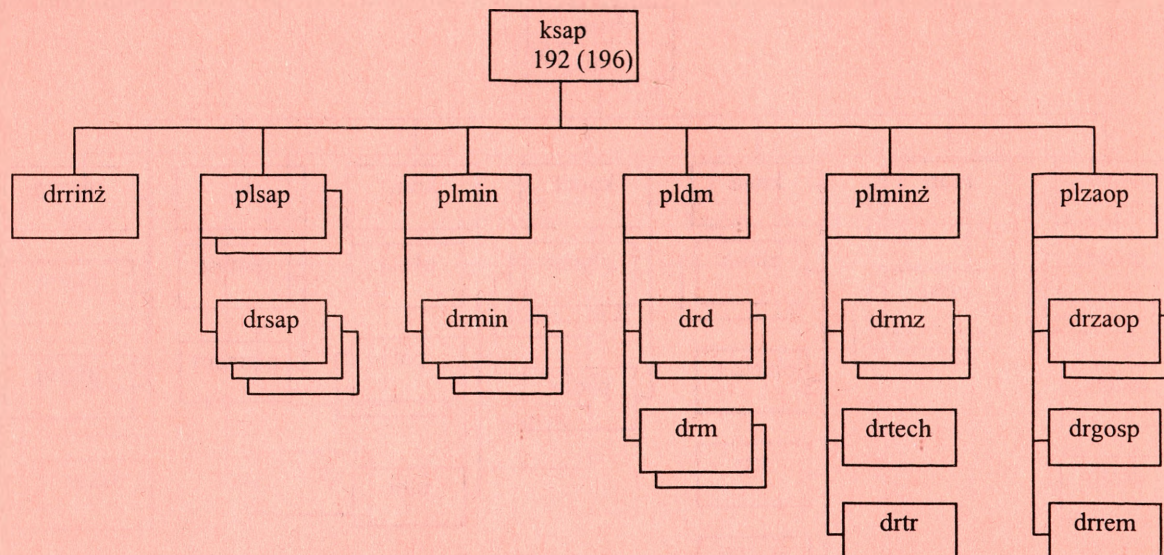 ksap
192 (196)
drrinż
plsap
plmin
pldm
plminż
plzaop
drsap
drmin
drd
drmz
drzaop
drm
drtech
drgosp
drtr
drrem